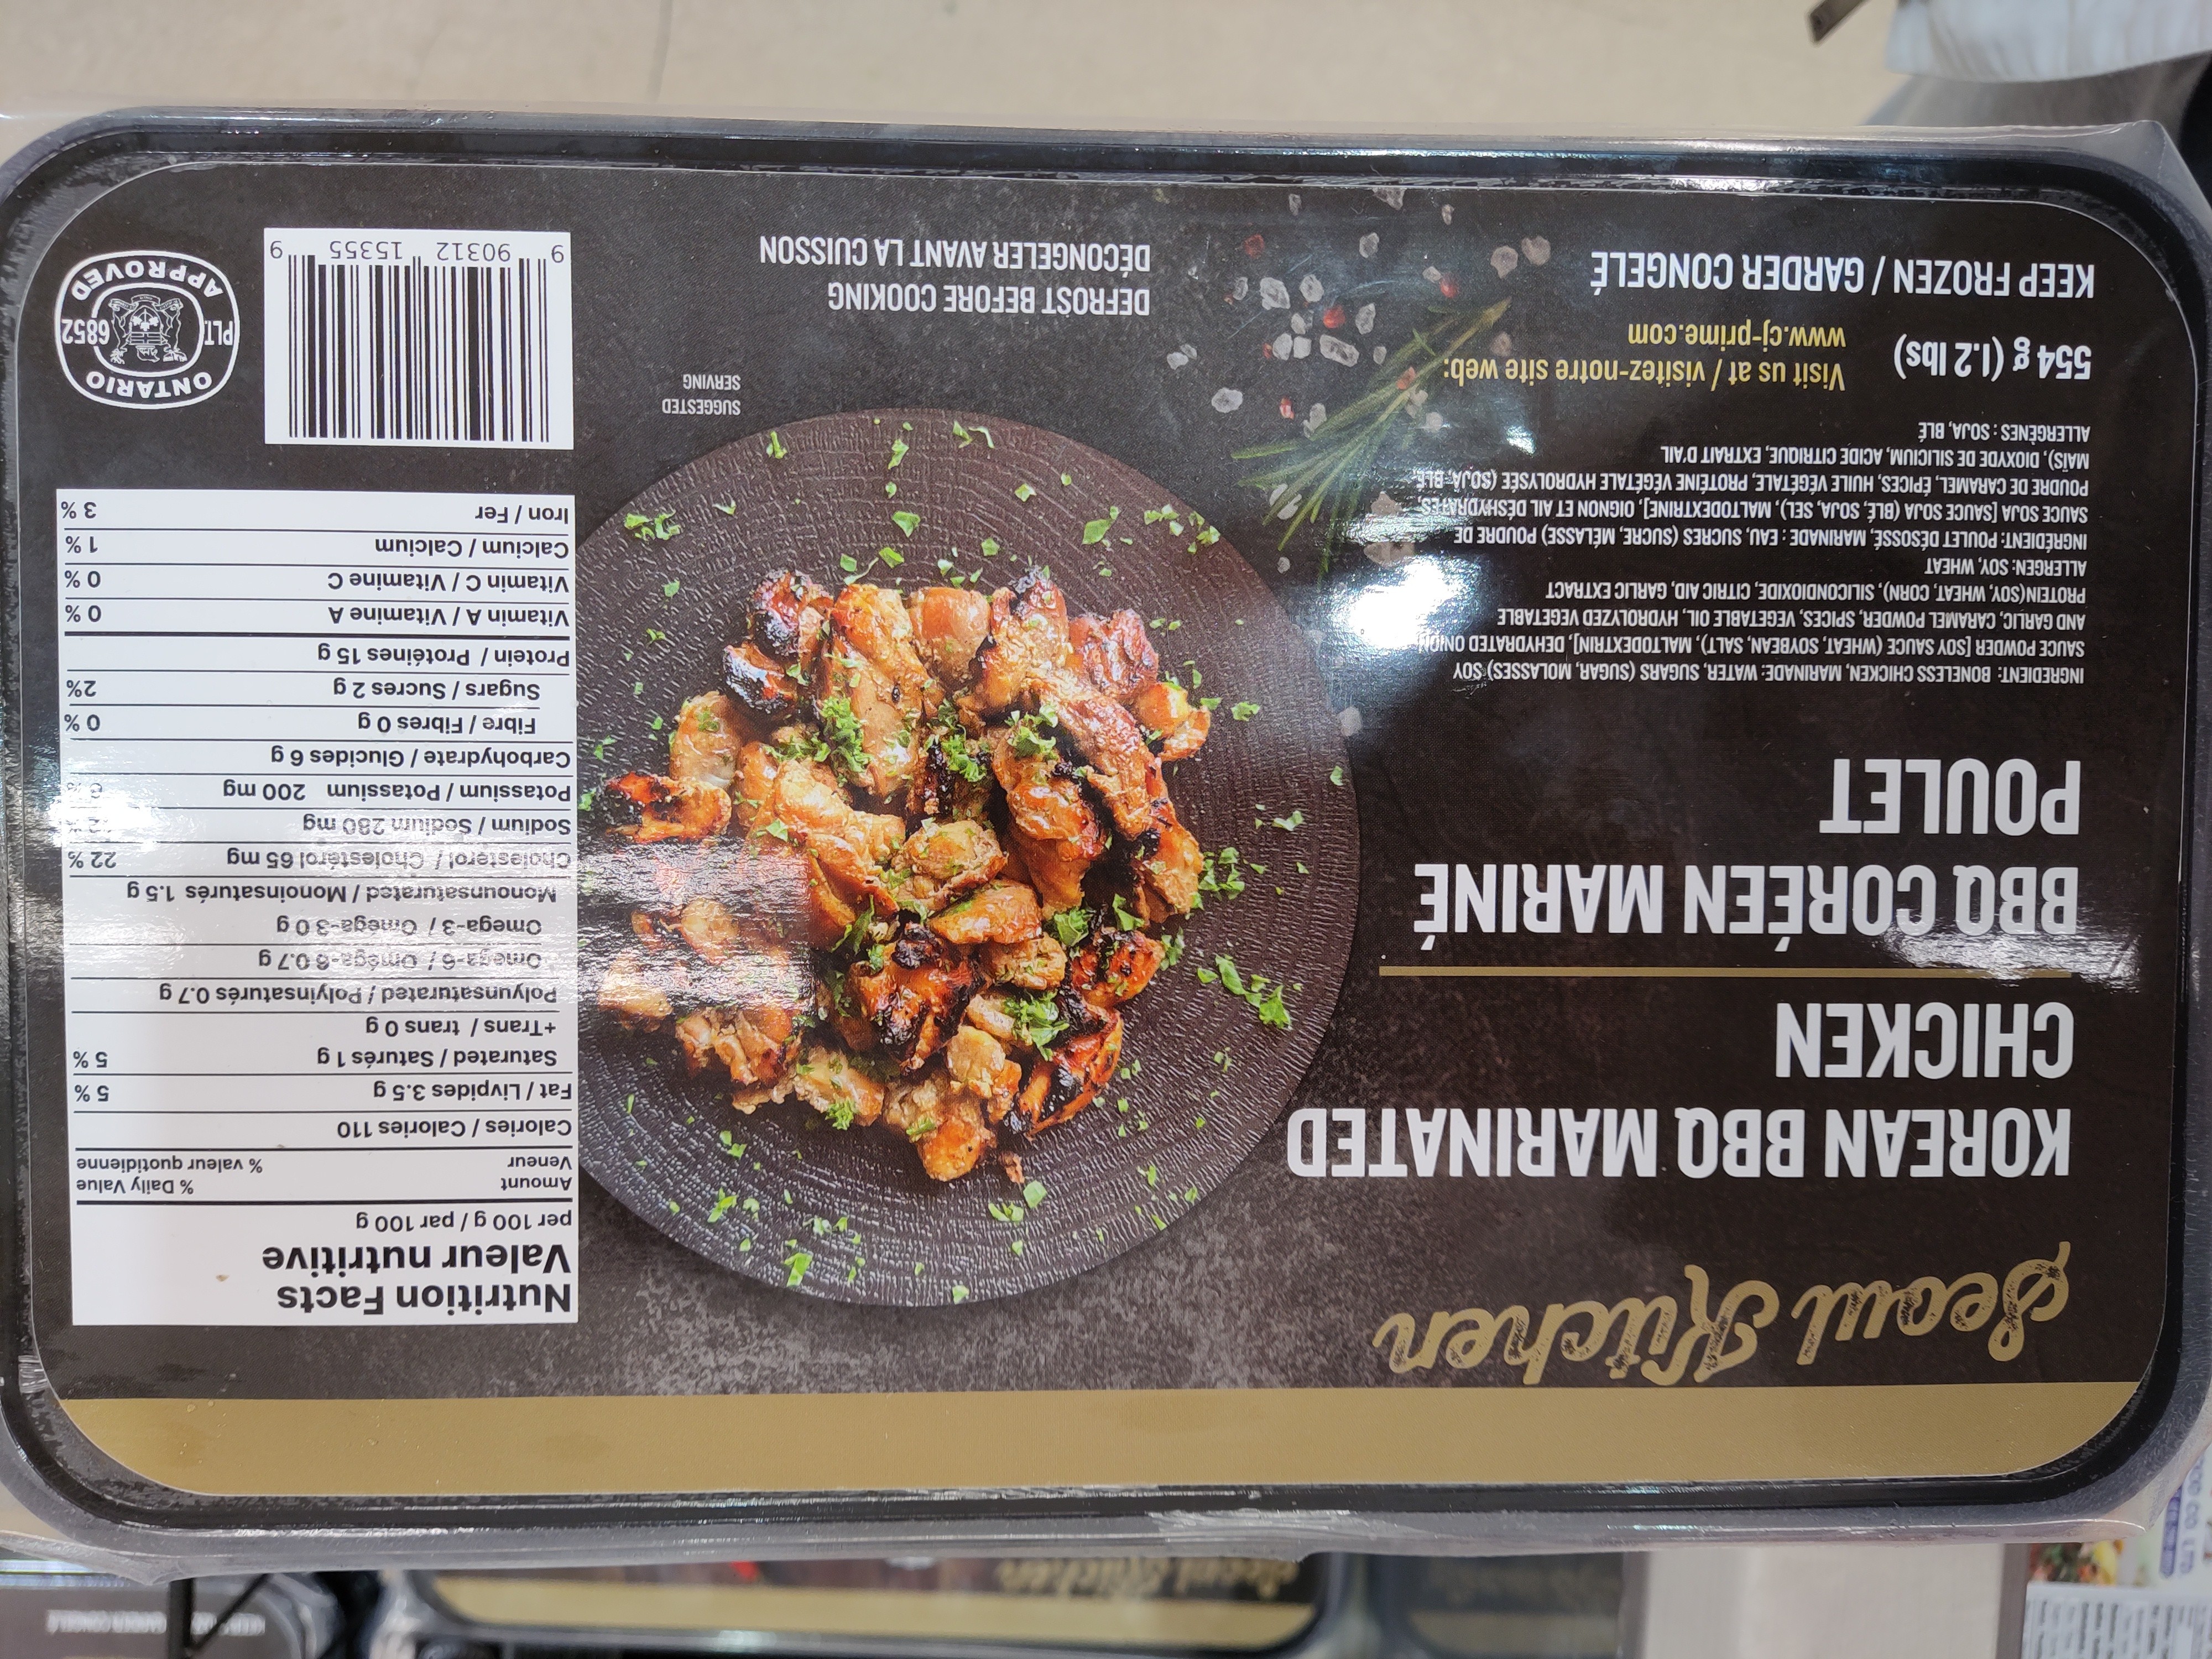 Seoul Kitchen
KOREAN BBQ MARINATED
CHICKEN
BBQ CORÉEN MARINÉ
POULET
INGREDIENT: BONELESS CHICKEN, MARINADE: WATER, SUGARS (SUGAR, MOLASSES) SOY
SAUCE POWDER [SOY SAUCE (WHEAT, SOYBEAN, SALT), MALTODEXTRIN], DEHYDRATED ONION
AND GARLIC, CARAMEL POWDER, SPICES, VEGETABLE OIL, HYDROLYZED VEGETABLE
PROTEIN(SOY, WHEAT, CORN), SILICONDIOXIDE, CITRIC AID, GARLIC EXTRACT
ALLERGEN: SOY, WHEAT
INGRÉDIENT: POULET DÉSOSSÉ, MARINADE : EAU, SUCRES (SUCRE, MÉLASSE) POUDRE DE
SAUCE SOJA [SAUCE SOJA (BLÉ, SOJA, SEL), MALTODEXTRINE], OIGNON ET AIL DÉSHYDRATÉS,
POUDRE DE CARAMEL, ÉPICES, HUILE VÉGÉTALE, PROTÉINE VÉGÉTALE HYDROLYSÉE (SOJA, BLÉ,
MAÏS), DIOXYDE DE SILICIUM, ACIDE CITRIQUE, EXTRAIT D'AIL
ALLERGÈNES : SOJA, BLÉ
554 g (1.2 lbs)
Visit us at / visitez-notre site web:
www.cj-prime.com
KEEP FROZEN / GARDER CONGELÉ
SUGGESTED
SERVING
DEFROST BEFORE COOKING
DÉCONGELER AVANT LA CUISSON
Nutrition Facts
Valeur nutritive
per 100 g / par 100 g
Amount % Daily Value
Veneur % valeur quotidienne
Calories / Calories 110
Fat / Livpides 3.5 g 5 %
Saturated / Saturés 1 g 5 %
+Trans / trans 0 g
Polyunsaturated / Polyinsaturés 0.7 g
Omega-6 / Oméga-6 0.7 g
Omega-3 / Omega-3 0 g
Monounsaturated / Monoinsaturés 1.5 g
Cholesterol / Cholestérol 65 mg 22 %
Sodium / Sodium 280 mg
Potassium / Potassium 200 mg
Carbohydrate / Glucides 6 g
Fibre / Fibres 0 g 0 %
Sugars / Sucres 2 g 2%
Protein / Protéines 15 g
Vitamin A / Vitamine A 0 %
Vitamin C / Vitamine C 0 %
Calcium / Calcium 1 %
Iron / Fer 3 %
9 90312 15355 9
ONTARIO
PLT. 6852
APPROVED
Seoul Kitchen